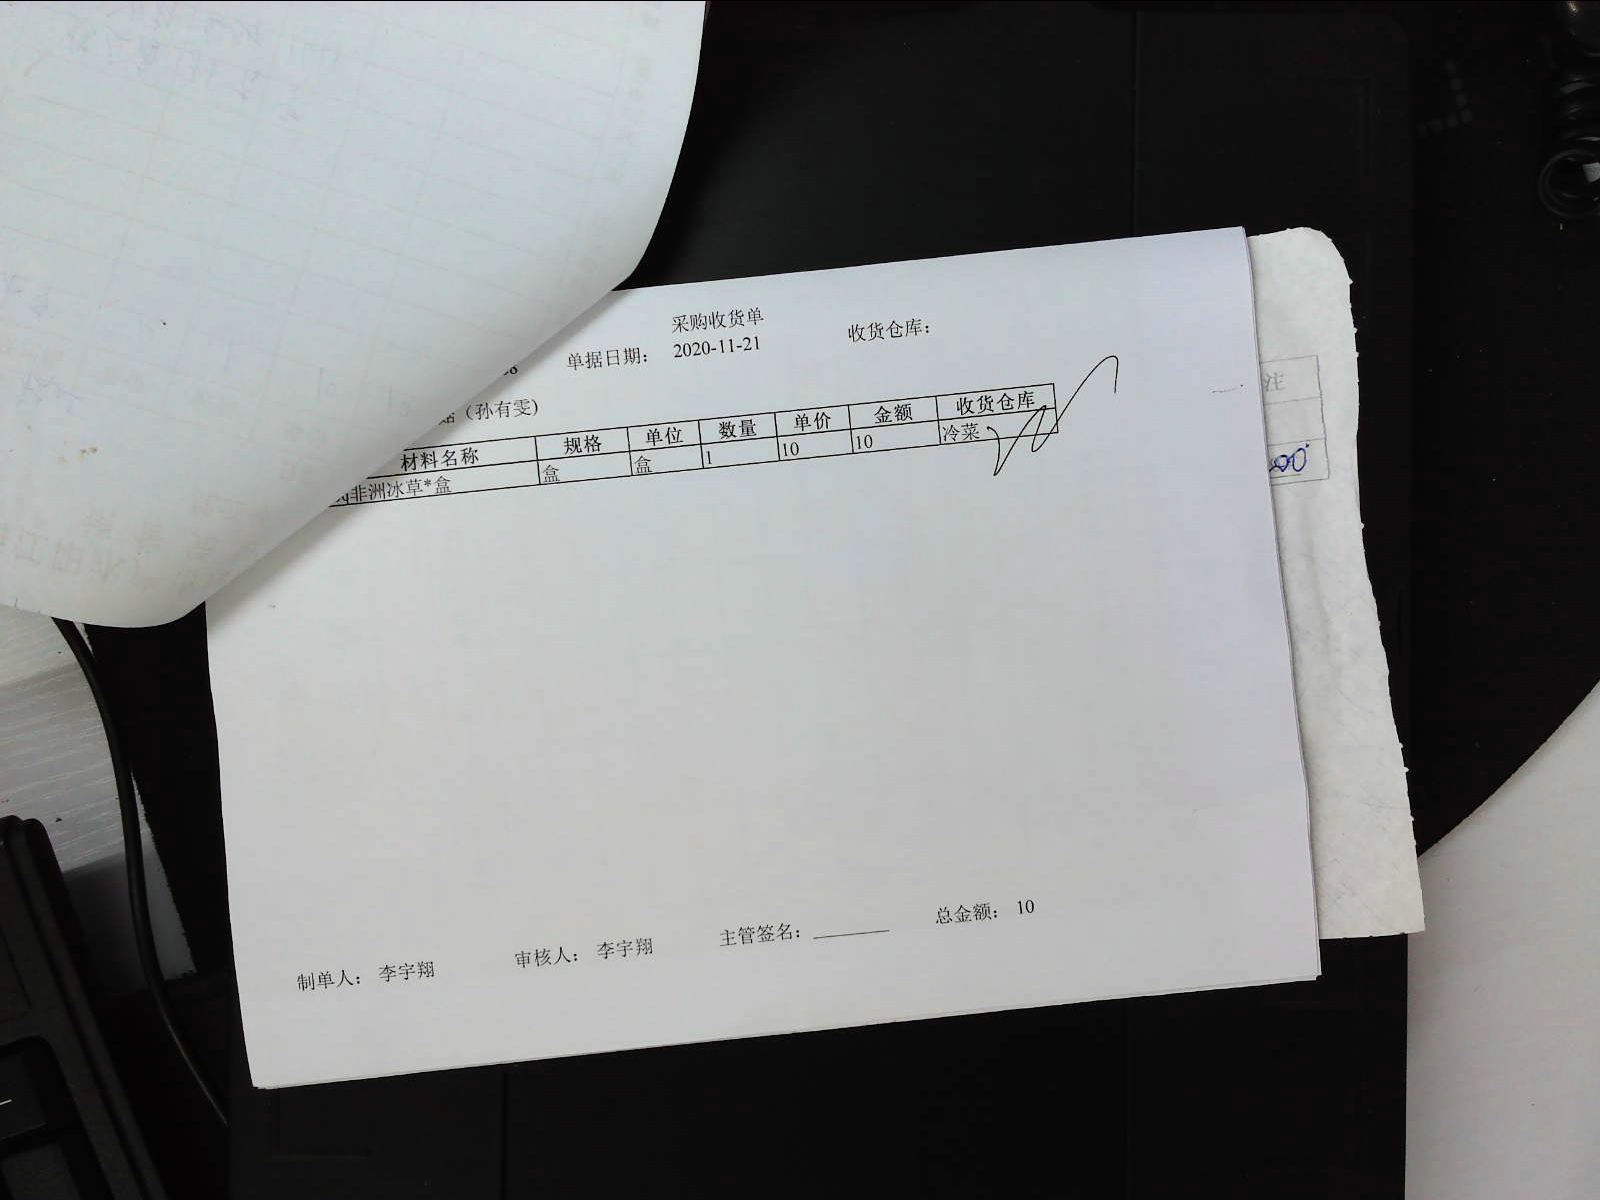 采购收货单
单据日期： 2020-11-21 收货仓库：
（孙有雯)
材料名称 规格 单位 数量 单价 金额 收货仓库
非洲冰草*盒 盒 盒 1 10 10 冷菜
注
制单人： 李宇翔 审核人： 李宇翔 主管签名： 总金额： 10